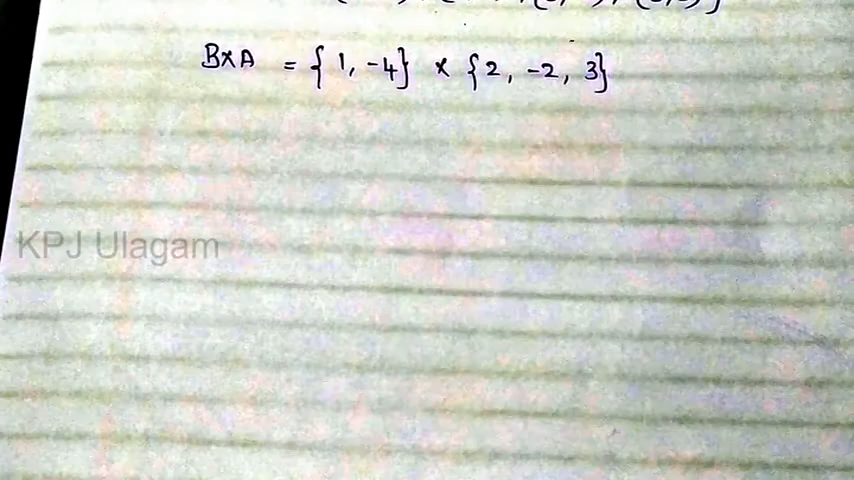 B×A = {1, -4} × {2, -2, 3}
KPJ Ulagam